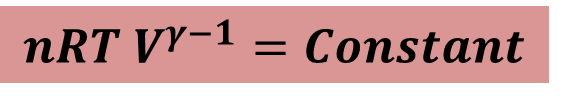 nRT V^{γ−1} = Constant